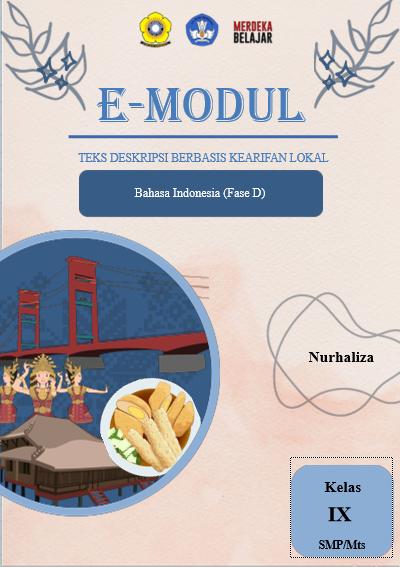 MERDEKA
BELAJAR
E-MODUL
TEKS DESKRIPSI BERBASIS KEARIFAN LOKAL
Bahasa Indonesia (Fase D)
Nurhaliza
Kelas
IX
SMP/Mts